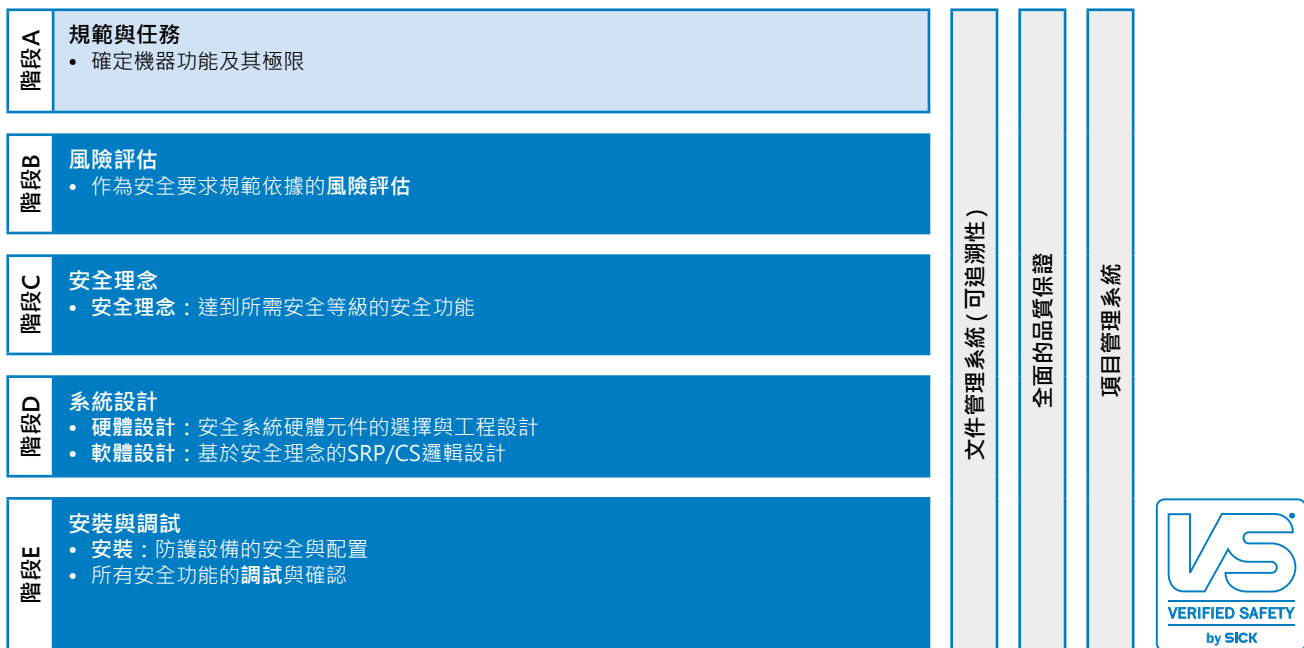 階段A
規範與任務
• 確定機器功能及其極限
階段B
風險評估
• 作為安全要求規範依據的風險評估
階段C
安全理念
• 安全理念：達到所需安全等級的安全功能
階段D
系統設計
• 硬體設計：安全系統硬體元件的選擇與工程設計
• 軟體設計：基於安全理念的SRP/CS邏輯設計
階段E
安裝與調試
• 安裝：防護設備的安全與配置
• 所有安全功能的調試與確認
文件管理系統（可追溯性）
全面的品質保證
項目管理系統
VS
VERIFIED SAFETY
by SICK